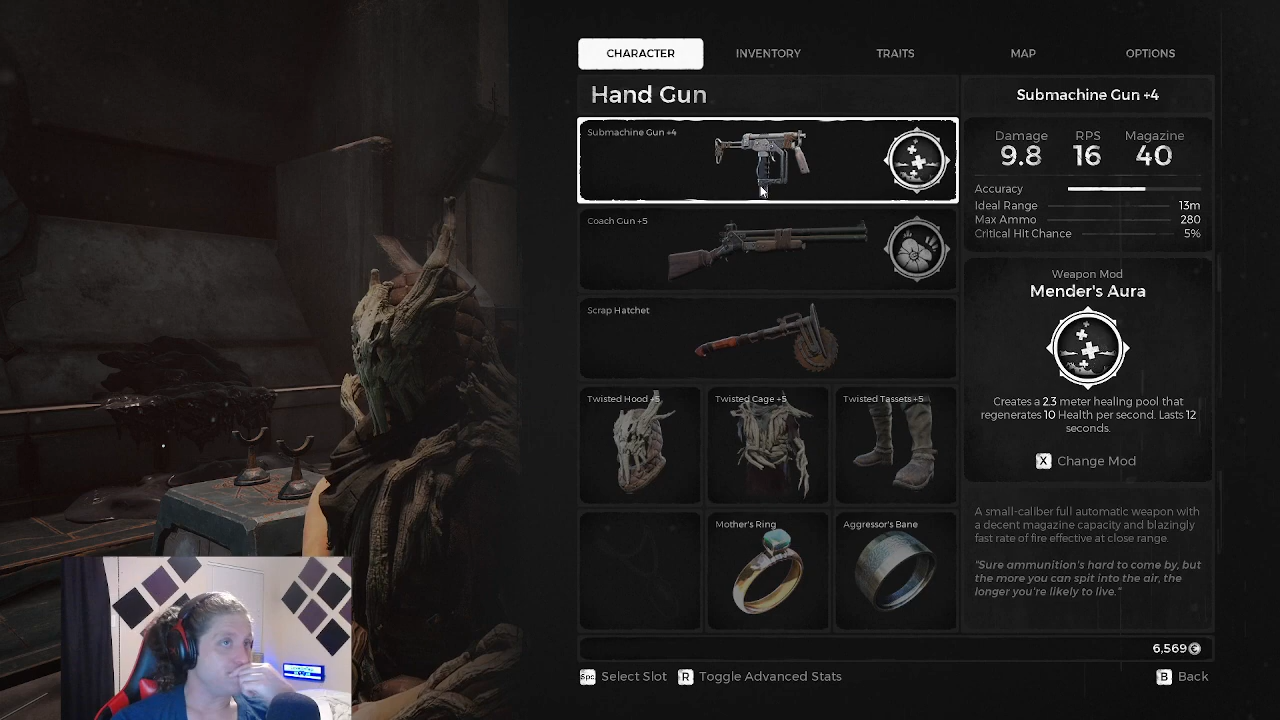 CHARACTER
INVENTORY
TRAITS
MAP
OPTIONS
Hand Gun
Submachine Gun +4
Submachine Gun +4
Damage
RPS
Magazine
9.8
16
40
Accuracy
Ideal Range 13m
Max Ammo 280
Critical Hit Chance 5%
Coach Gun +5
Weapon Mod
Mender's Aura
Scrap Hatchet
Twisted Hood +5
Twisted Cage +5
Twisted Tassets +5
Creates a 2.3 meter healing pool that
regenerates 10 Health per second. Lasts 12
seconds.
X Change Mod
Mother's Ring
Aggressor's Bane
A small-caliber full automatic weapon with
a decent magazine capacity and blazingly
fast rate of fire effective at close range.
"Sure ammunition's hard to come by, but
the more you can spit into the air, the
longer you're likely to live."
6,569
Spc Select Slot
R Toggle Advanced Stats
B Back